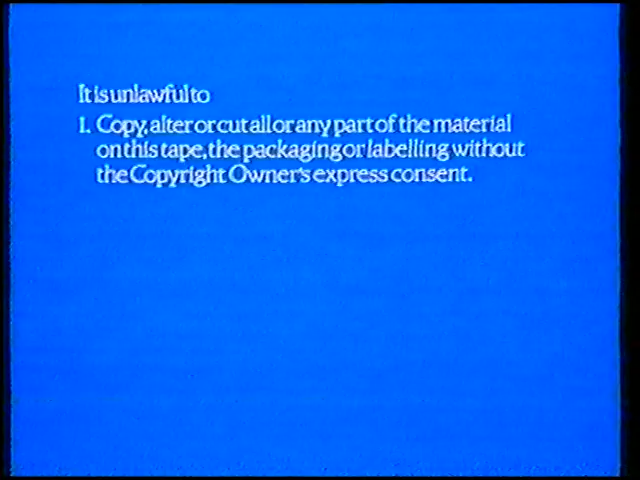 It is unlawful to
1. Copy, alter or cut all or any part of the material
on this tape, the packaging or labelling without
the Copyright Owner's express consent.